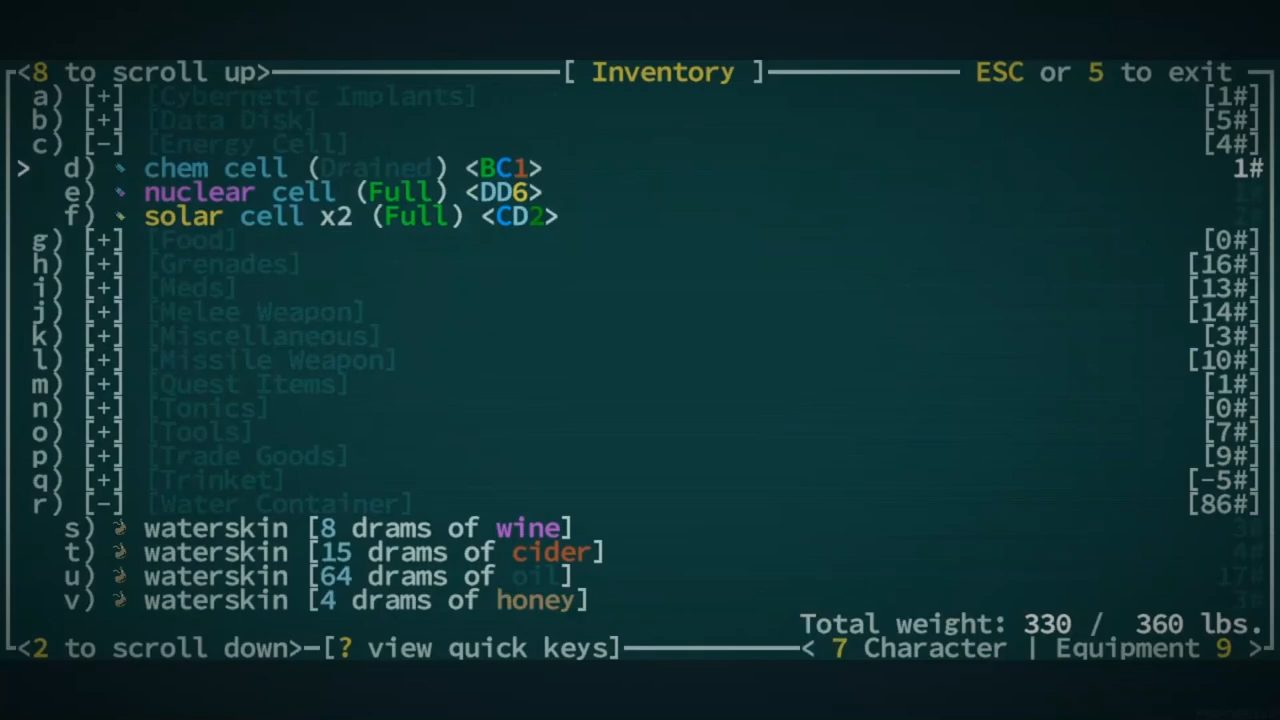 <8 to scroll up> [ Inventory ] ESC or 5 to exit
a) [+] [Cybernetic Implants] [1#]
b) [+] [Data Disk] [5#]
c) [-] [Energy Cell] [4#]
> d) chem cell (Drained) <BC1> 1#
e) nuclear cell (Full) <DD6>
f) solar cell x2 (Full) <CD2>
g) [+] [Food] [0#]
h) [+] [Grenades] [16#]
i) [+] [Meds] [13#]
j) [+] [Melee Weapon] [14#]
k) [+] [Miscellaneous] [3#]
l) [+] [Missile Weapon] [10#]
m) [+] [Quest Items] [1#]
n) [+] [Tonics] [0#]
o) [+] [Tools] [7#]
p) [+] [Trade Goods] [9#]
q) [+] [Trinket] [-5#]
r) [-] [Water Container] [86#]
s) waterskin [8 drams of wine]
t) waterskin [15 drams of cider]
u) waterskin [64 drams of oil] 17#
v) waterskin [4 drams of honey]
Total weight: 330 / 360 lbs.
<2 to scroll down> [? view quick keys] < 7 Character | Equipment 9 >